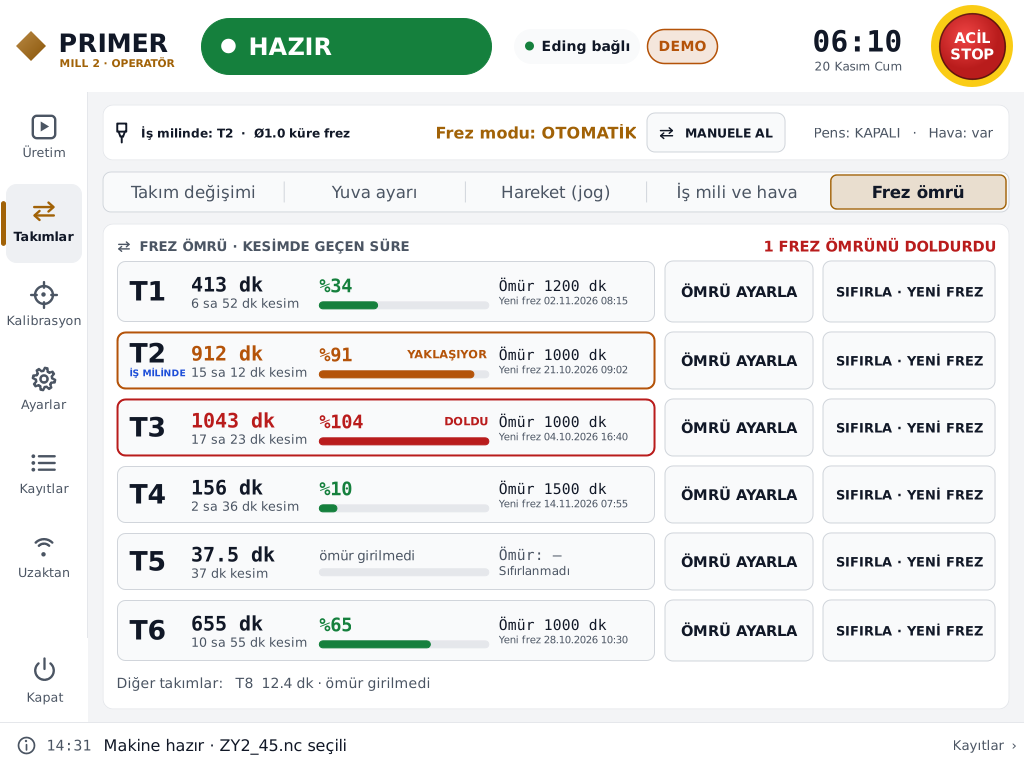 PRIMER
MILL 2 · OPERATÖR
HAZIR
Eding bağlı
DEMO
06:10
20 Kasım Cum
ACİL
STOP
Üretim
Takımlar
Kalibrasyon
Ayarlar
Kayıtlar
Uzaktan
Kapat
İş milinde: T2 · Ø1.0 küre frez
Frez modu: OTOMATİK
MANUELE AL
Pens: KAPALI · Hava: var
Takım değişimi
Yuva ayarı
Hareket (jog)
İş mili ve hava
Frez ömrü
FREZ ÖMRÜ · KESİMDE GEÇEN SÜRE
1 FREZ ÖMRÜNÜ DOLDURDU
T1
413 dk
6 sa 52 dk kesim
%34
Ömür 1200 dk
Yeni frez 02.11.2026 08:15
ÖMRÜ AYARLA
SIFIRLA · YENİ FREZ
T2
İŞ MİLİNDE
912 dk
15 sa 12 dk kesim
%91
YAKLAŞIYOR
Ömür 1000 dk
Yeni frez 21.10.2026 09:02
ÖMRÜ AYARLA
SIFIRLA · YENİ FREZ
T3
1043 dk
17 sa 23 dk kesim
%104
DOLDU
Ömür 1000 dk
Yeni frez 04.10.2026 16:40
ÖMRÜ AYARLA
SIFIRLA · YENİ FREZ
T4
156 dk
2 sa 36 dk kesim
%10
Ömür 1500 dk
Yeni frez 14.11.2026 07:55
ÖMRÜ AYARLA
SIFIRLA · YENİ FREZ
T5
37.5 dk
37 dk kesim
ömür girilmedi
Ömür: —
Sıfırlanmadı
ÖMRÜ AYARLA
SIFIRLA · YENİ FREZ
T6
655 dk
10 sa 55 dk kesim
%65
Ömür 1000 dk
Yeni frez 28.10.2026 10:30
ÖMRÜ AYARLA
SIFIRLA · YENİ FREZ
Diğer takımlar: T8 12.4 dk · ömür girilmedi
14:31 Makine hazır · ZY2_45.nc seçili
Kayıtlar ›